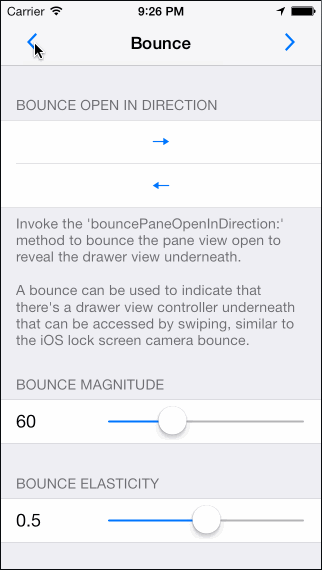 Carrier 9:26 PM
Bounce
BOUNCE OPEN IN DIRECTION
→
←
Invoke the 'bouncePaneOpenInDirection:'
method to bounce the pane view open to
reveal the drawer view underneath.
A bounce can be used to indicate that
there's a drawer view controller underneath
that can be accessed by swiping, similar to
the iOS lock screen camera bounce.
BOUNCE MAGNITUDE
60
BOUNCE ELASTICITY
0.5